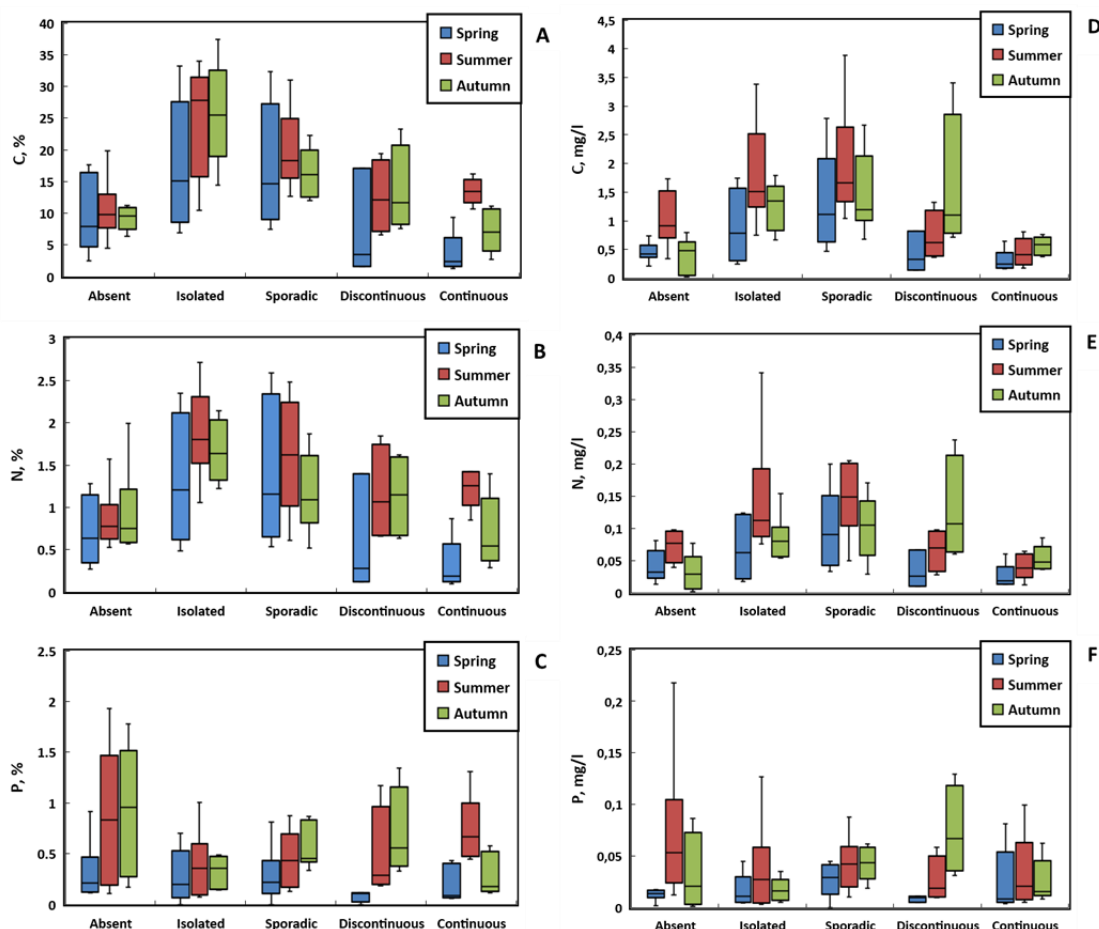 A
C, %
40
35
30
25
20
15
10
5
0
Spring
Summer
Autumn
Absent Isolated Sporadic Discontinuous Continuous
D
C, mg/l
4,5
4
3,5
3
2,5
2
1,5
1
0,5
0
Spring
Summer
Autumn
Absent Isolated Sporadic Discontinuous Continuous
B
N, %
3
2.5
2
1.5
1
0.5
0
Spring
Summer
Autumn
Absent Isolated Sporadic Discontinuous Continuous
E
N, mg/l
0,4
0,35
0,3
0,25
0,2
0,15
0,1
0,05
0
Spring
Summer
Autumn
Absent Isolated Sporadic Discontinuous Continuous
C
P, %
2.5
2
1.5
1
0.5
0
Spring
Summer
Autumn
Absent Isolated Sporadic Discontinuous Continuous
F
P, mg/l
0,25
0,2
0,15
0,1
0,05
0
Spring
Summer
Autumn
Absent Isolated Sporadic Discontinuous Continuous